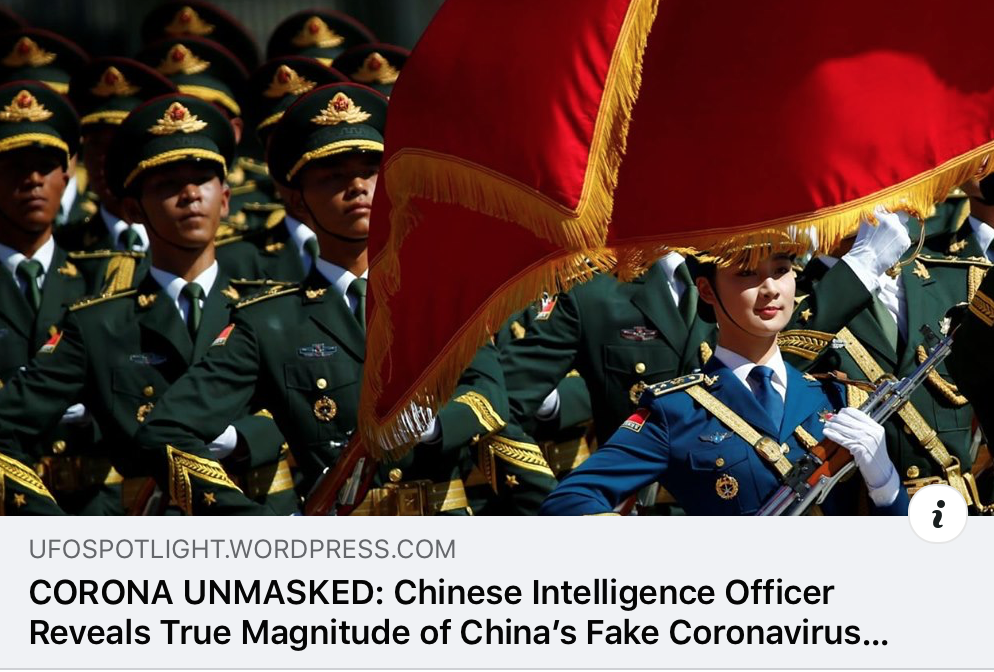 UFOSPOTLIGHT.WORDPRESS.COM
CORONA UNMASKED: Chinese Intelligence Officer
Reveals True Magnitude of China’s Fake Coronavirus...